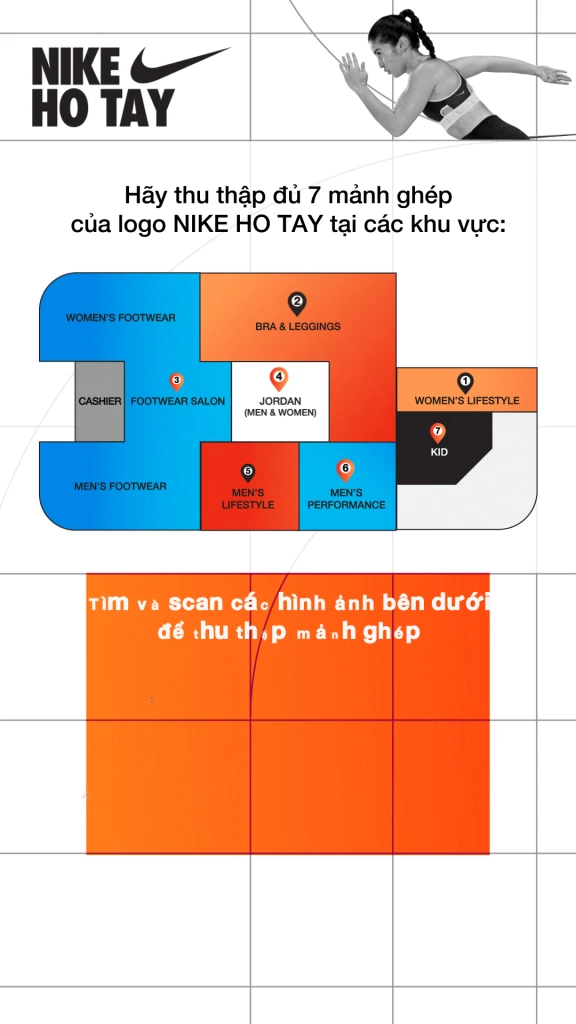 NIKE
HO TAY
Hãy thu thập đủ 7 mảnh ghép
của logo NIKE HO TAY tại các khu vực:
WOMEN'S FOOTWEAR
2
BRA & LEGGINGS
CASHIER
3
FOOTWEAR SALON
4
JORDAN
(MEN & WOMEN)
1
WOMEN'S LIFESTYLE
7
KID
MEN'S FOOTWEAR
5
MEN'S
LIFESTYLE
6
MEN'S
PERFORMANCE
Tìm và scan các hình ảnh bên dưới
để thu thập mảnh ghép